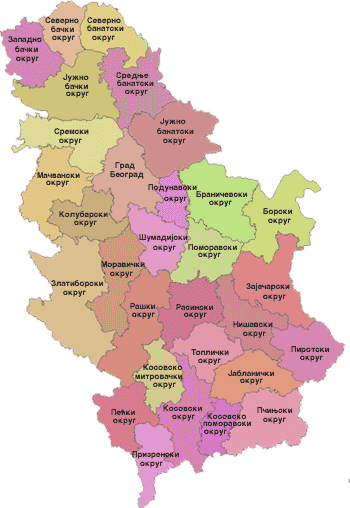 Северно
бачки
округ
Северно
банатски
округ
Западно
бачки
округ
Јужно
бачки
округ
Средње
банатски
округ
Сремски
округ
Јужно
банатски
округ
Мачвански
округ
Град
Београд
Подунавски
округ
Браничевски
округ
Борски
округ
Колубарски
округ
Шумадијски
округ
Поморавски
округ
Златиборски
округ
Моравички
округ
Рашки
округ
Расински
округ
Зајечарски
округ
Нишавски
округ
Пиротски
округ
Топлички
округ
Јабланички
округ
Косовско
митровачки
округ
Пећки
округ
Косовски
округ
Косовско
поморавски
округ
Пчињски
округ
Призренски
округ